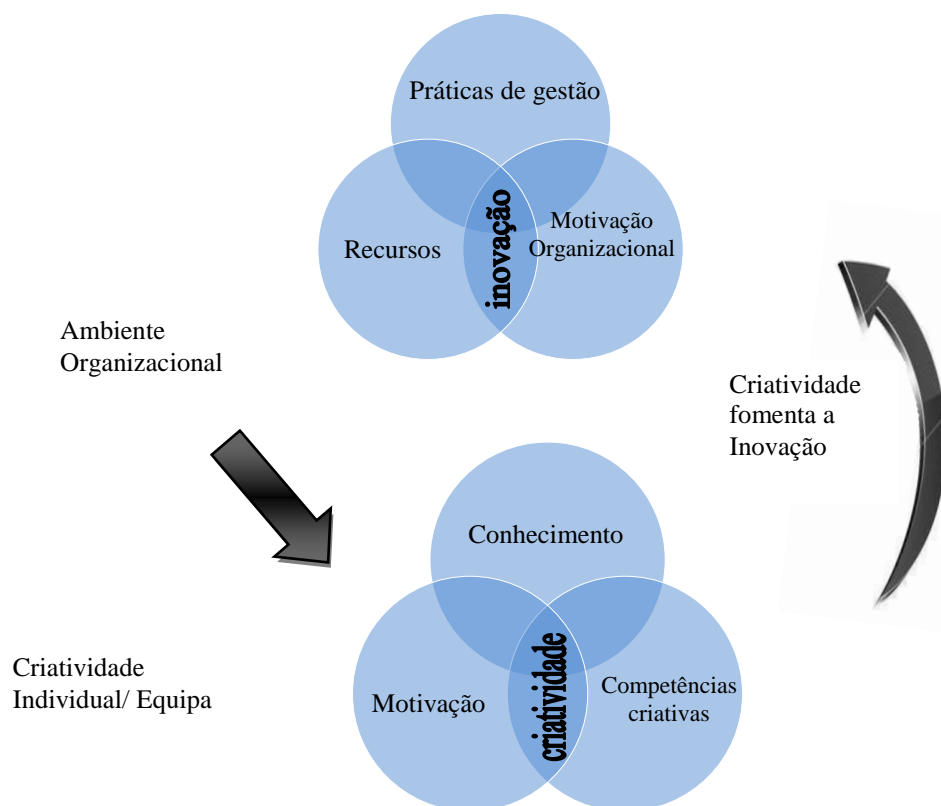 Práticas de gestão
Recursos
inovação
Motivação
Organizacional
Ambiente
Organizacional
Criatividade
fomenta a
Inovação
Conhecimento
Criatividade
Individual/ Equipa
Motivação
criatividade
Competências
criativas